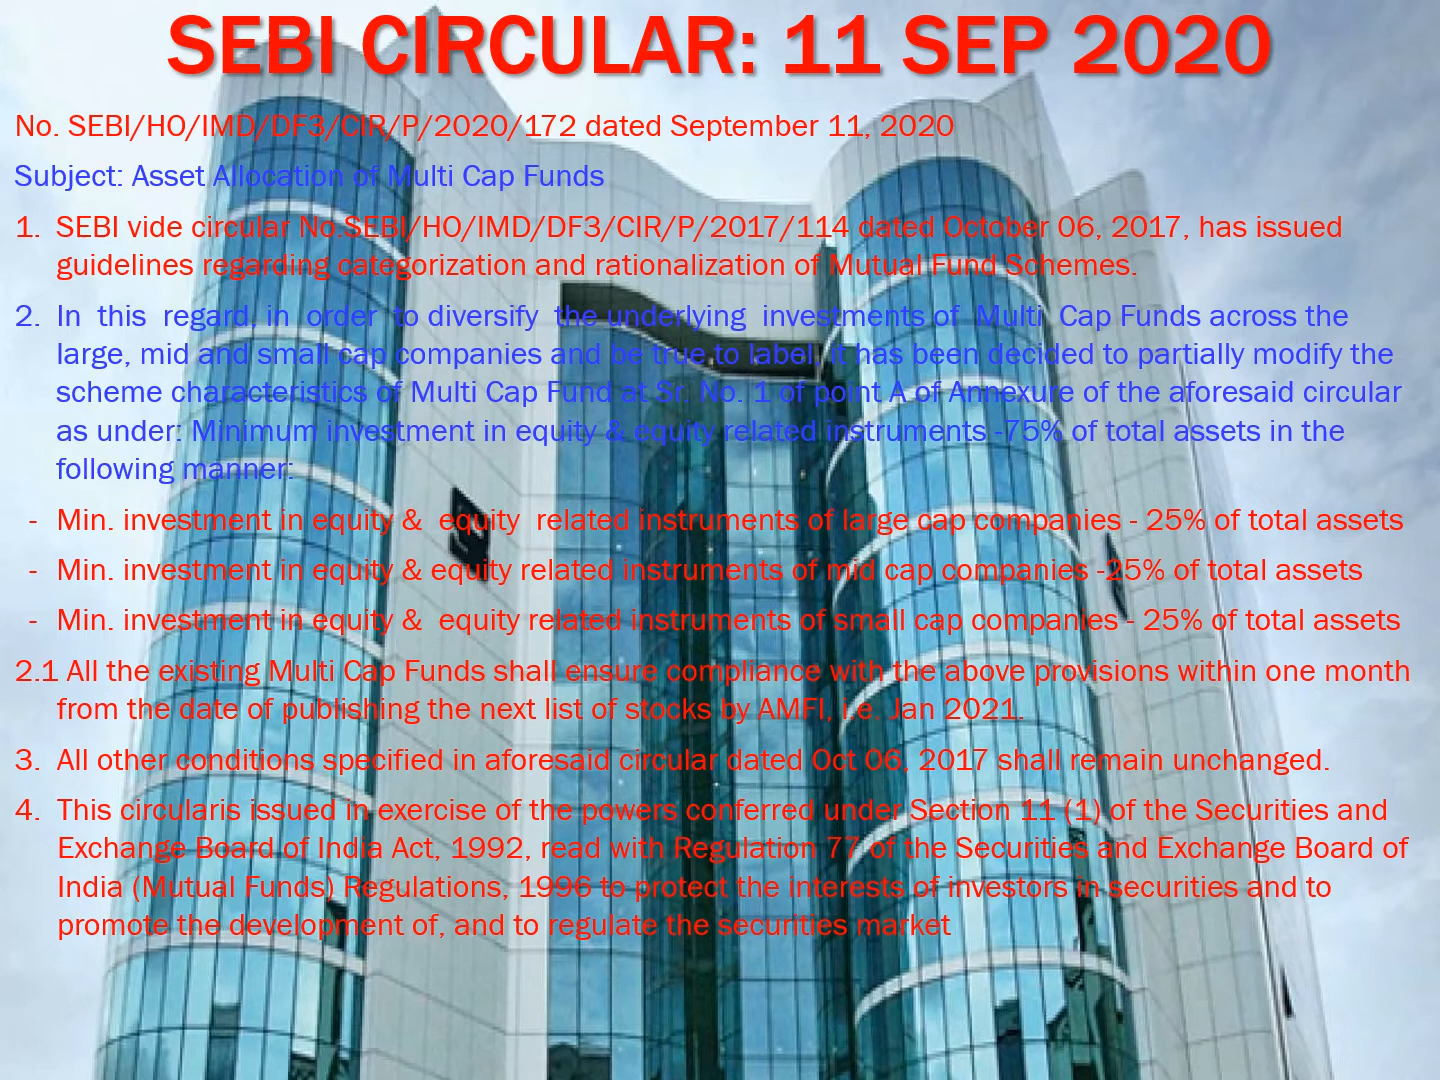 SEBI CIRCULAR: 11 SEP 2020
No. SEBI/HO/IMD/DF3/CIR/P/2020/172 dated September 11, 2020
Subject: Asset Allocation of Multi Cap Funds
1. SEBI vide circular No.SEBI/HO/IMD/DF3/CIR/P/2017/114 dated October 06, 2017, has issued
guidelines regarding categorization and rationalization of Mutual Fund Schemes.
2. In this regard, in order to diversify the underlying investments of Multi Cap Funds across the
large, mid and small cap companies and be true to label, it has been decided to partially modify the
scheme characteristics of Multi Cap Fund at Sr. No. 1 of point A of Annexure of the aforesaid circular
as under: Minimum investment in equity & equity related instruments -75% of total assets in the
following manner:
- Min. investment in equity & equity related instruments of large cap companies - 25% of total assets
- Min. investment in equity & equity related instruments of mid cap companies -25% of total assets
- Min. investment in equity & equity related instruments of small cap companies - 25% of total assets
2.1 All the existing Multi Cap Funds shall ensure compliance with the above provisions within one month
from the date of publishing the next list of stocks by AMFI, i.e. Jan 2021.
3. All other conditions specified in aforesaid circular dated Oct 06, 2017 shall remain unchanged.
4. This circularis issued in exercise of the powers conferred under Section 11 (1) of the Securities and
Exchange Board of India Act, 1992, read with Regulation 77 of the Securities and Exchange Board of
India (Mutual Funds) Regulations, 1996 to protect the interests of investors in securities and to
promote the development of, and to regulate the securities market